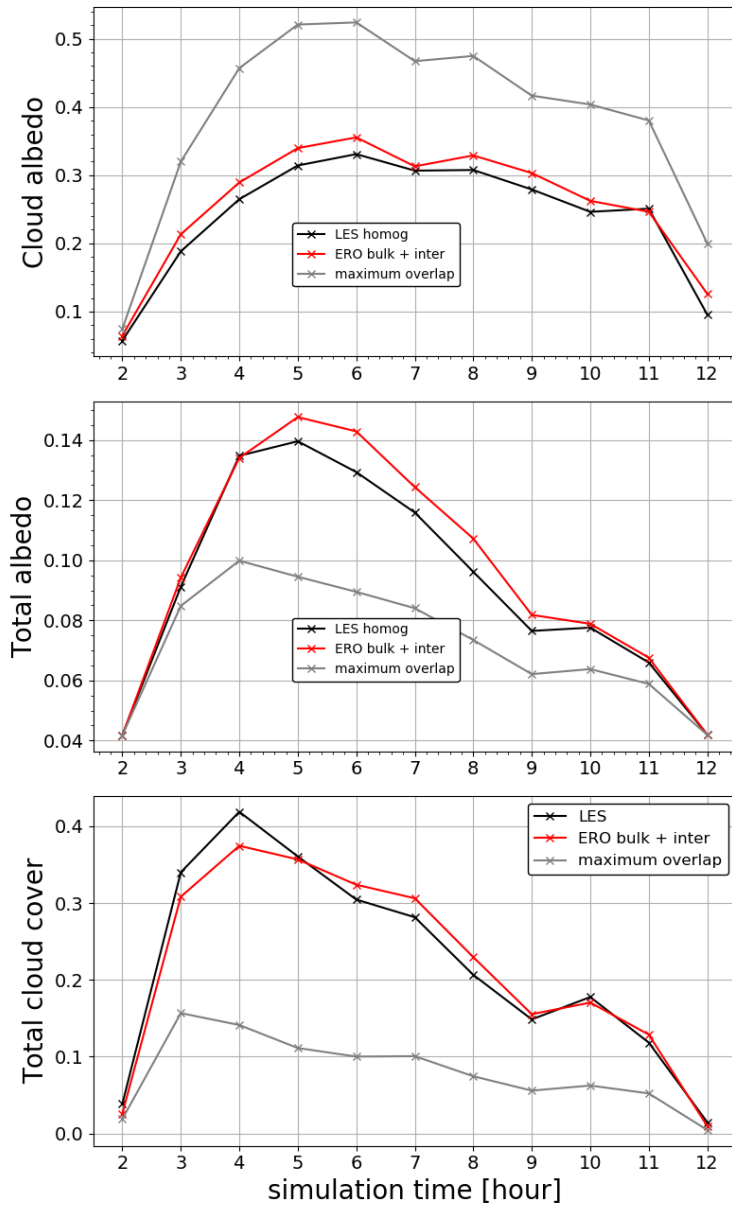 Cloud albedo
0.5
0.4
0.3
0.2
0.1
LES homog
ERO bulk + inter
maximum overlap
2 3 4 5 6 7 8 9 10 11 12
Total albedo
0.14
0.12
0.10
0.08
0.06
0.04
LES homog
ERO bulk + inter
maximum overlap
2 3 4 5 6 7 8 9 10 11 12
Total cloud cover
0.4
0.3
0.2
0.1
0.0
LES
ERO bulk + inter
maximum overlap
2 3 4 5 6 7 8 9 10 11 12
simulation time [hour]